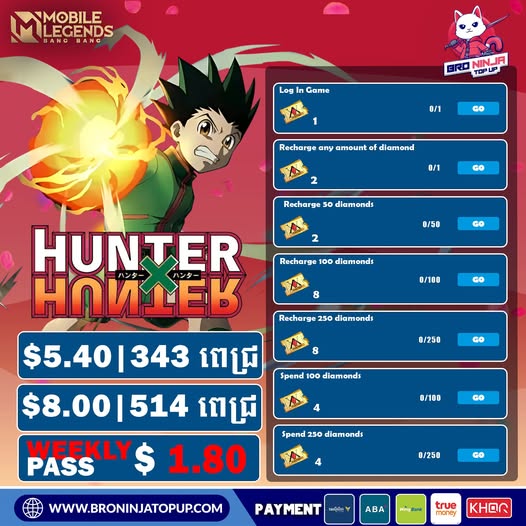 MOBILE
LEGENDS
BANG BANG
BRO NINJA
TOP UP
Log In Game
1
0/1
GO
Recharge any amount of diamond
2
0/1
GO
Recharge 50 diamonds
2
0/50
GO
Recharge 100 diamonds
8
0/100
GO
Recharge 250 diamonds
8
0/250
GO
Spend 100 diamonds
4
0/100
GO
Spend 250 diamonds
4
0/250
GO
HUNTER
ハンター × ハンター
HUNTER
$5.40|343 ពេជ្រ
$8.00|514 ពេជ្រ
WEEKLY
PASS $ 1.80
WWW.BRONINJATOPUP.COM
PAYMENT
ABA
Wing Bank
true
money
KHQR